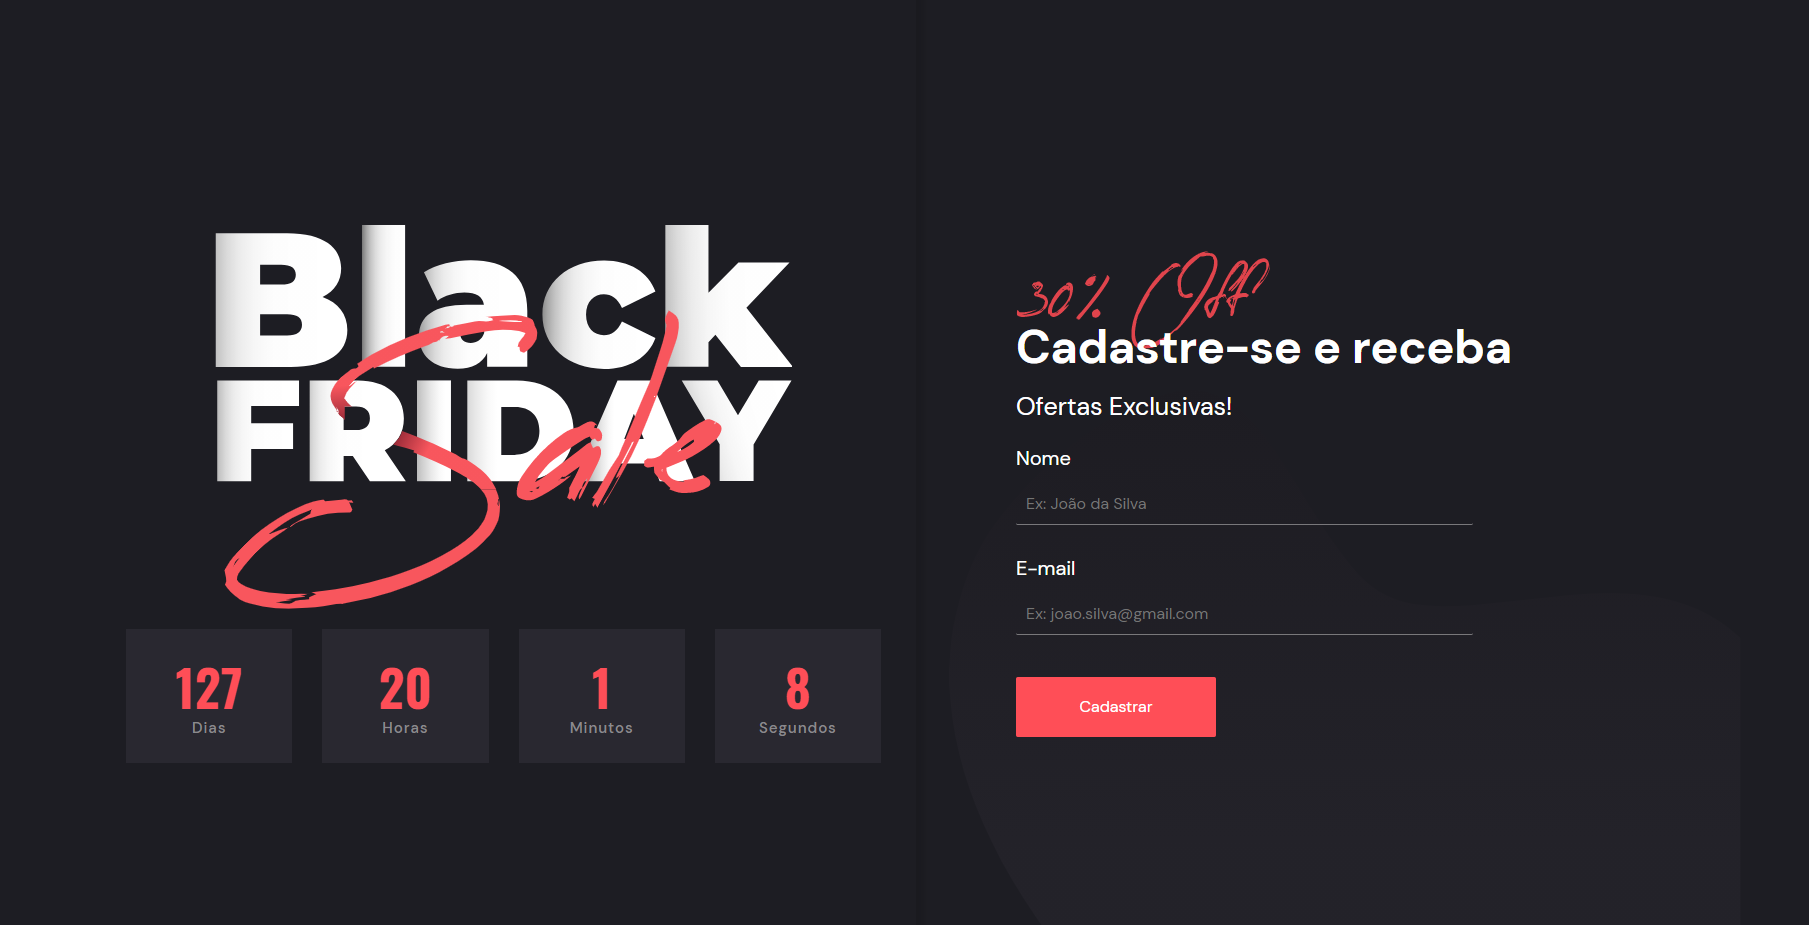 Black
FRIDAY
Sale
127
Dias
20
Horas
1
Minutos
8
Segundos
30% Off
Cadastre-se e receba
Ofertas Exclusivas!
Nome
Ex: João da Silva
E-mail
Ex: joao.silva@gmail.com
Cadastrar